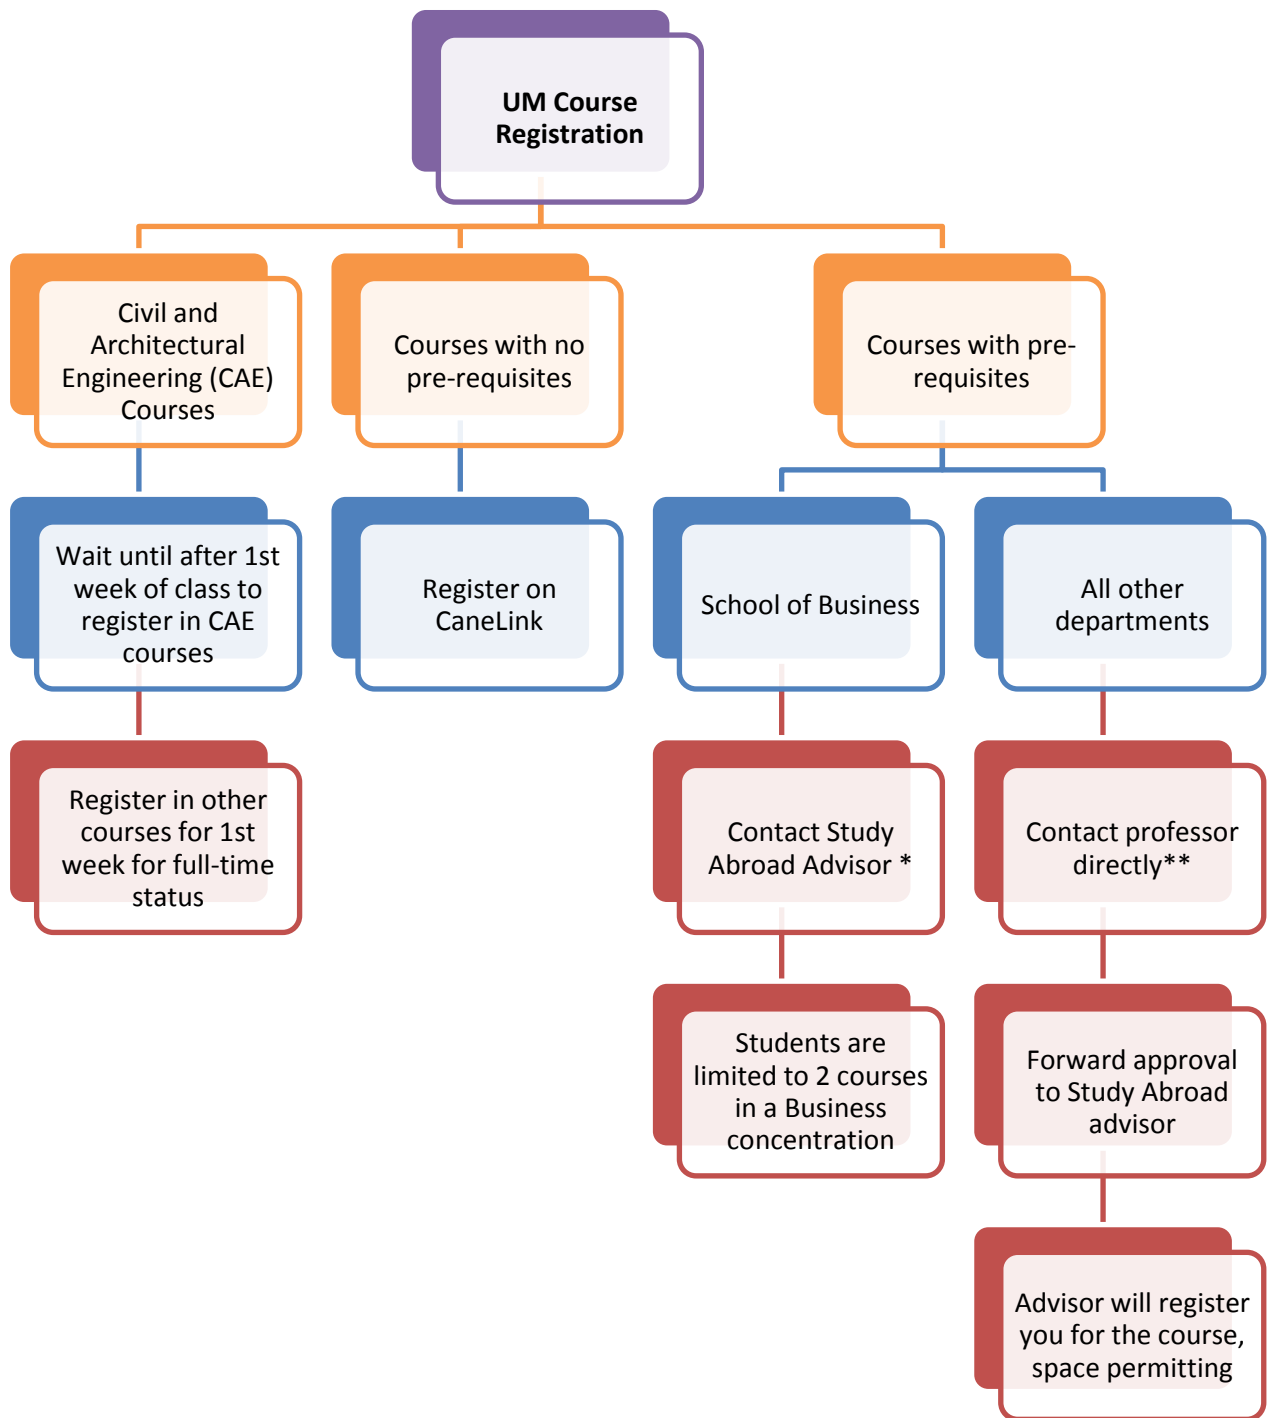 UM Course
Registration
Civil and
Architectural
Engineering (CAE)
Courses
Courses with no
pre-requisites
Courses with pre-
requisites
Wait until after 1st
week of class to
register in CAE
courses
Register on
CaneLink
School of Business
All other
departments
Register in other
courses for 1st
week for full-time
status
Contact Study
Abroad Advisor *
Contact professor
directly**
Students are
limited to 2 courses
in a Business
concentration
Forward approval
to Study Abroad
advisor
Advisor will register
you for the course,
space permitting